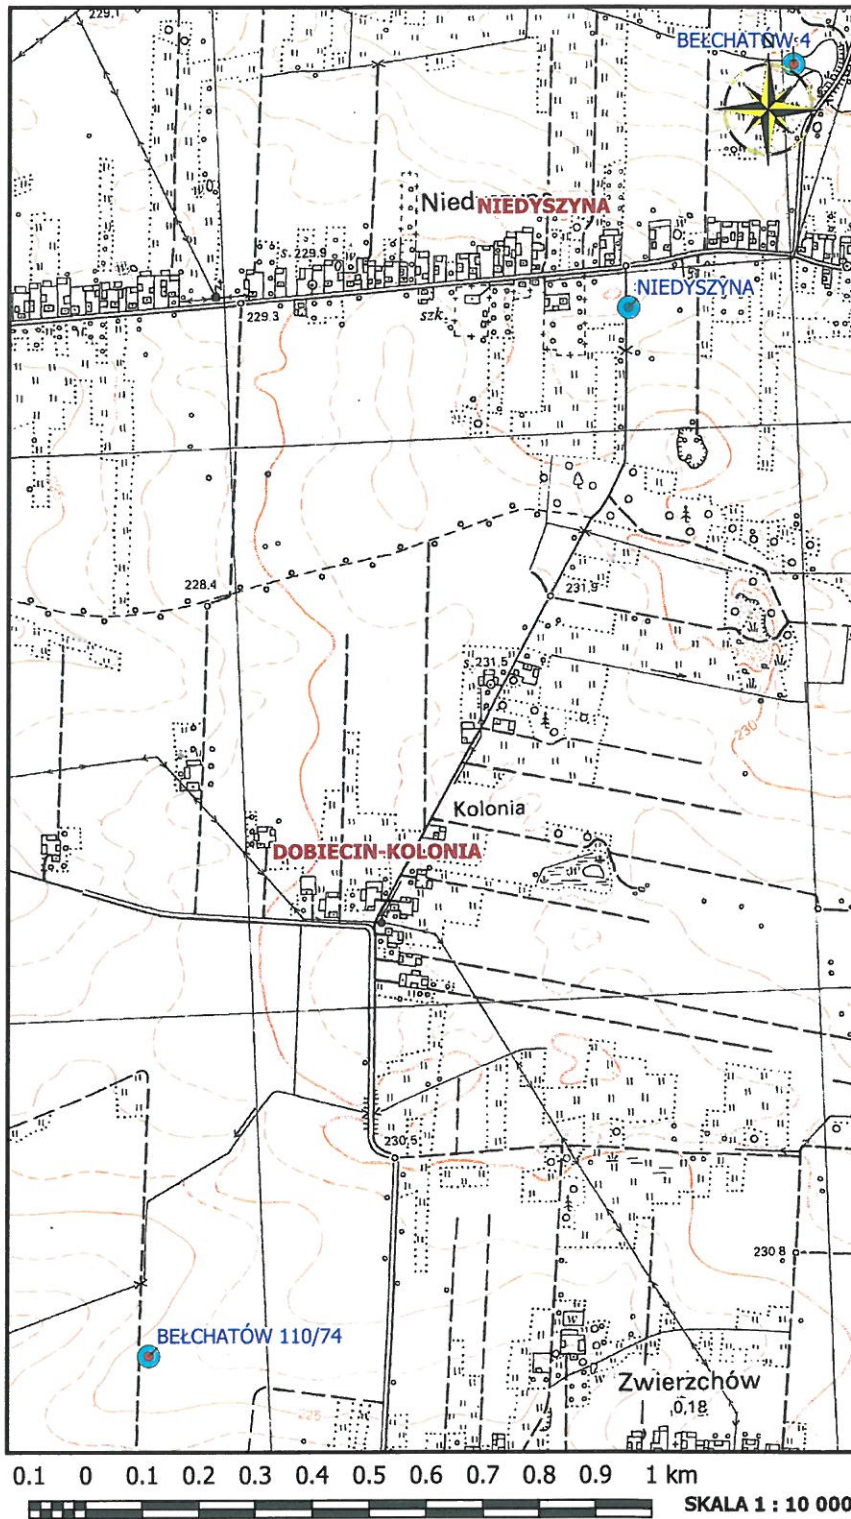 229.1
BEŁCHATÓW 4
N
Nied
NIEDYSZYNA
s. 229.9
NIEDYSZYNA
229.3
szk.
228.4
231.9
s. 231.5
230
Kolonia
DOBIECIN-KOLONIA
230.5
230 8
BEŁCHATÓW 110/74
W
Zwierzchów
0,18
225
0.1 0 0.1 0.2 0.3 0.4 0.5 0.6 0.7 0.8 0.9 1 km
SKALA 1 : 10 000